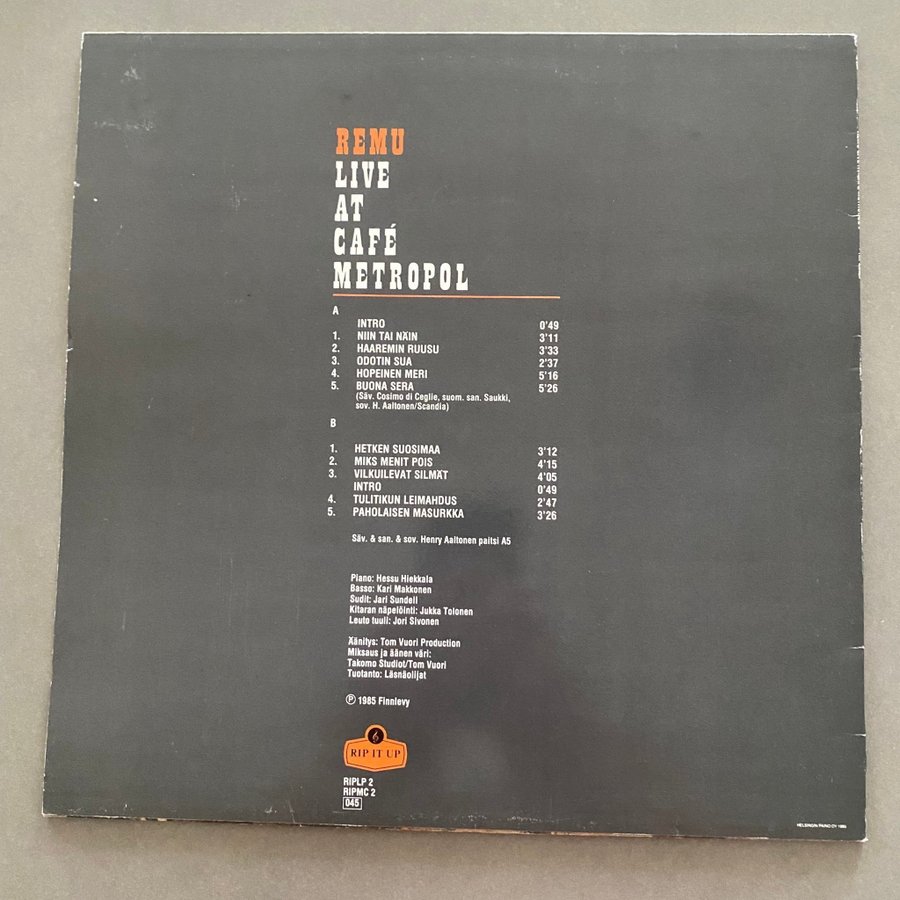 REMU
LIVE
AT
CAFÉ
METROPOL
A
INTRO 0'49
1. NIIN TAI NÄIN 3'11
2. HAAREMIN RUUSU 3'33
3. ODOTIN SUA 2'37
4. HOPEINEN MERI 5'16
5. BUONA SERA 5'26
(Säv. Cosimo di Ceglie, suom. san. Saukki,
sov. H. Aaltonen/Scandia)
B
1. HETKEN SUOSIMAA 3'12
2. MIKS MENIT POIS 4'15
3. VILKUILEVAT SILMÄT 4'05
INTRO 0'49
4. TULITIKUN LEIMAHDUS 2'47
5. PAHOLAISEN MASURKKA 3'26
Säv. & san. & sov. Henry Aaltonen paitsi A5
Piano: Hessu Hiekkala
Basso: Kari Makkonen
Sudit: Jari Sundell
Kitaran näpelöinti: Jukka Tolonen
Leuto tuuli: Jori Sivonen
Äänitys: Tom Vuori Production
Miksaus ja äänen väri:
Takomo Studiot/Tom Vuori
Tuotanto: Läsnäolijat
℗ 1985 Finnlevy
RIP IT UP
RIPLP 2
RIPMC 2
045
HELSINGIN PAINO OY 1985